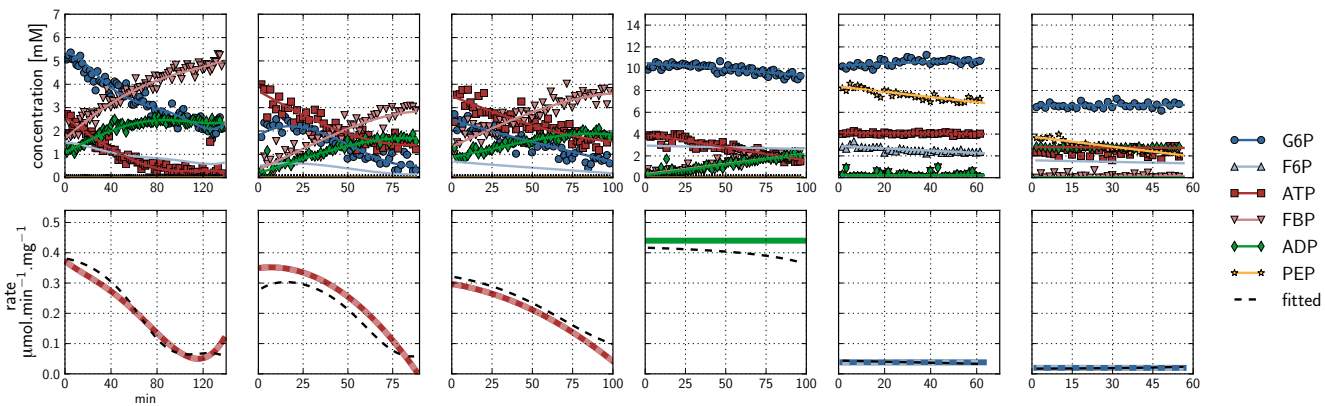 concentration [mM]
7
6
5
4
3
2
1
0
0 40 80 120
0 25 50 75
0 25 50 75 100
14
12
10
8
6
4
2
0
0 25 50 75 100
0 20 40 60
0 15 30 45 60
G6P
F6P
ATP
FBP
ADP
PEP
fitted
rate
μmol.min⁻¹.mg⁻¹
0.5
0.4
0.3
0.2
0.1
0.0
0 40 80 120
0 25 50 75
0 25 50 75 100
0 25 50 75 100
0 20 40 60
0 15 30 45 60
min